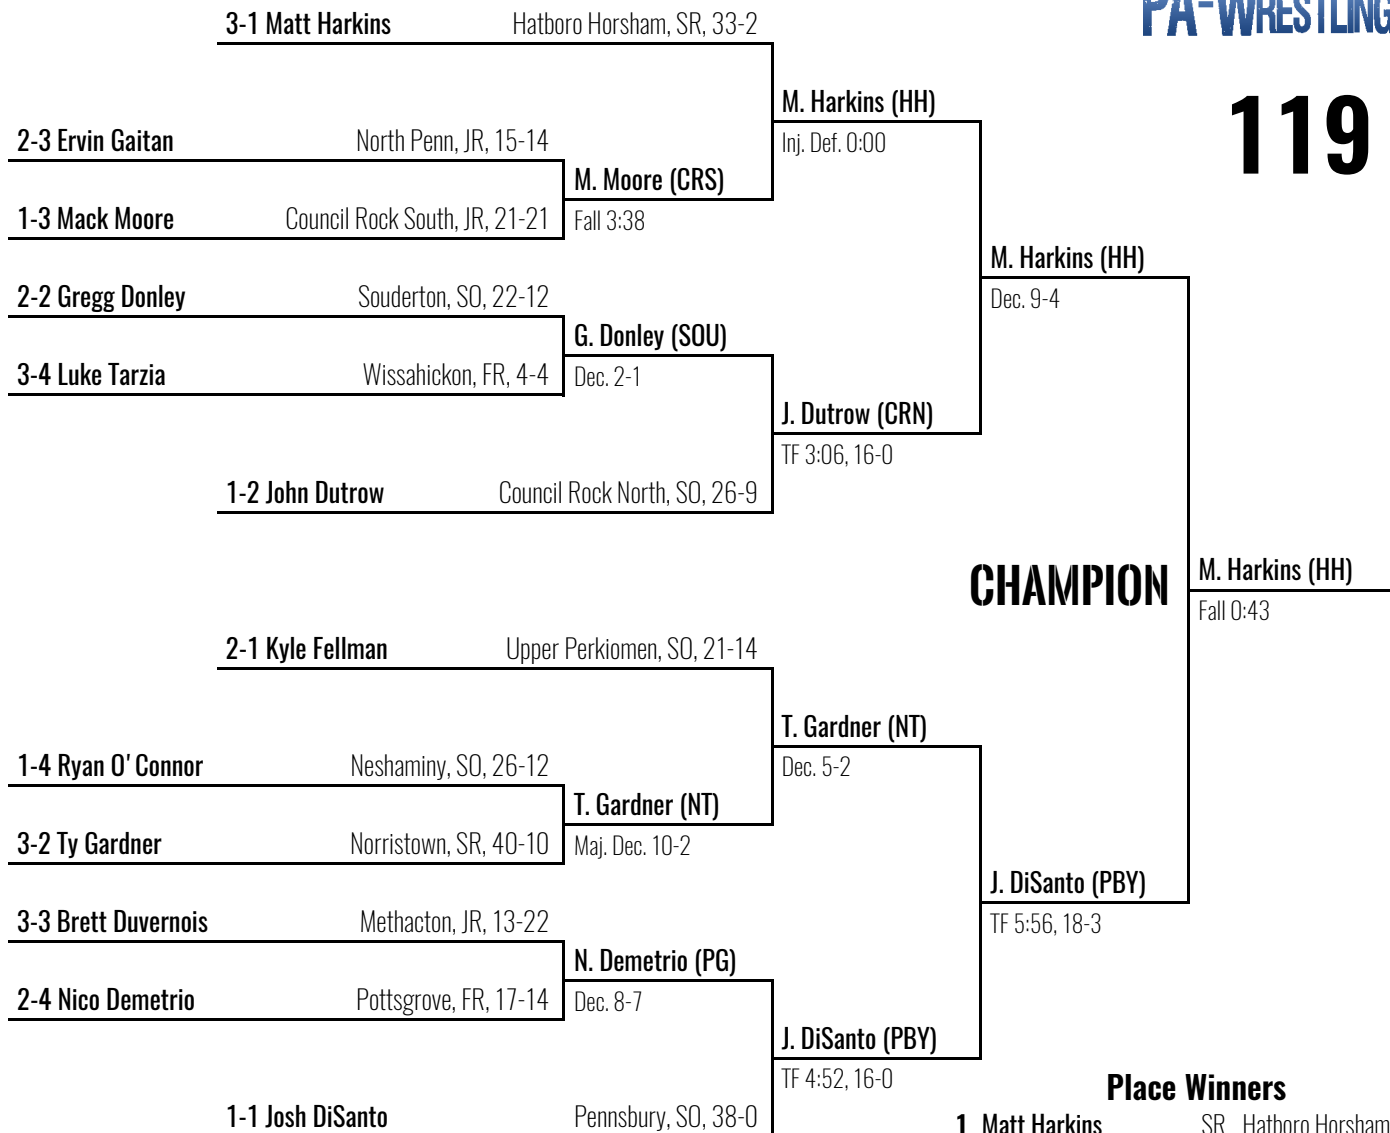 PA-WRESTLING
119
3-1 Matt Harkins Hatboro Horsham, SR, 33-2
M. Harkins (HH)
Inj. Def. 0:00
2-3 Ervin Gaitan North Penn, JR, 15-14
M. Moore (CRS)
Fall 3:38
1-3 Mack Moore Council Rock South, JR, 21-21
M. Harkins (HH)
Dec. 9-4
2-2 Gregg Donley Souderton, SO, 22-12
G. Donley (SOU)
Dec. 2-1
3-4 Luke Tarzia Wissahickon, FR, 4-4
J. Dutrow (CRN)
TF 3:06, 16-0
1-2 John Dutrow Council Rock North, SO, 26-9
CHAMPION
M. Harkins (HH)
Fall 0:43
2-1 Kyle Fellman Upper Perkiomen, SO, 21-14
T. Gardner (NT)
Dec. 5-2
1-4 Ryan O'Connor Neshaminy, SO, 26-12
T. Gardner (NT)
Maj. Dec. 10-2
3-2 Ty Gardner Norristown, SR, 40-10
J. DiSanto (PBY)
TF 5:56, 18-3
3-3 Brett Duvernois Methacton, JR, 13-22
N. Demetrio (PG)
Dec. 8-7
2-4 Nico Demetrio Pottsgrove, FR, 17-14
J. DiSanto (PBY)
TF 4:52, 16-0
1-1 Josh DiSanto Pennsbury, SO, 38-0
Place Winners
1 Matt Harkins SR Hatboro Horsham